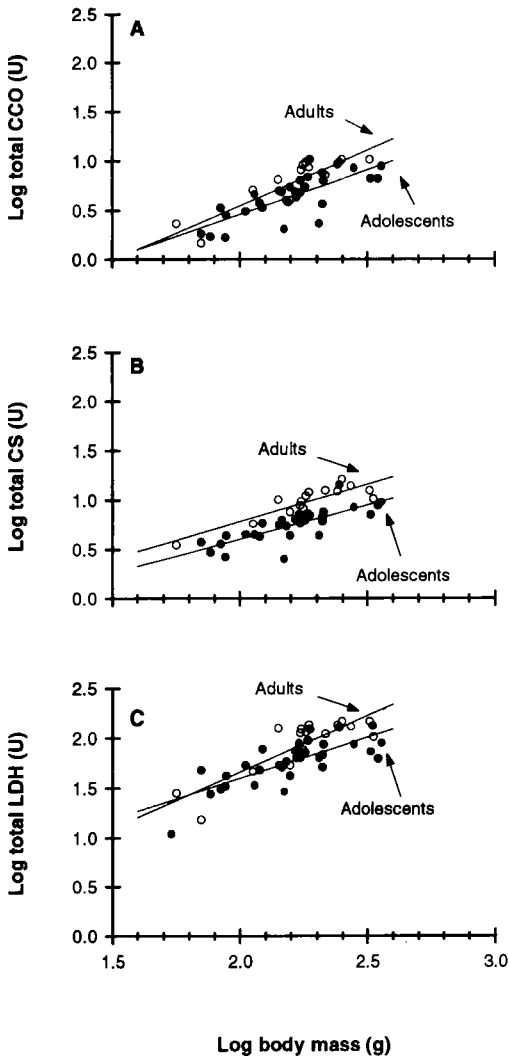 A
2.5
2.0
1.5
1.0
0.5
0.0
Log total CCO (U)
Adults
Adolescents
B
2.5
2.0
1.5
1.0
0.5
0.0
Log total CS (U)
Adults
Adolescents
C
2.5
2.0
1.5
1.0
0.5
0.0
Log total LDH (U)
Adults
Adolescents
1.5 2.0 2.5 3.0
Log body mass (g)